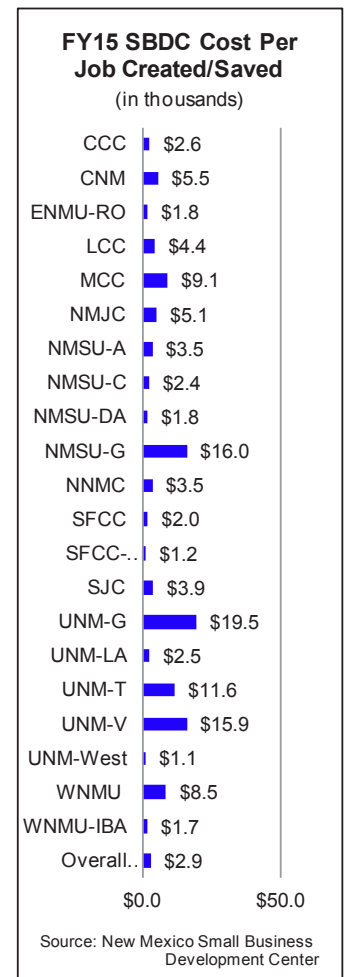 FY15 SBDC Cost Per
Job Created/Saved
(in thousands)
CCC $2.6
CNM $5.5
ENMU-RO $1.8
LCC $4.4
MCC $9.1
NMJC $5.1
NMSU-A $3.5
NMSU-C $2.4
NMSU-DA $1.8
NMSU-G $16.0
NNMC $3.5
SFCC $2.0
SFCC-.. $1.2
SJC $3.9
UNM-G $19.5
UNM-LA $2.5
UNM-T $11.6
UNM-V $15.9
UNM-West $1.1
WNMU $8.5
WNMU-IBA $1.7
Overall.. $2.9
$0.0 $50.0
Source: New Mexico Small Business
Development Center